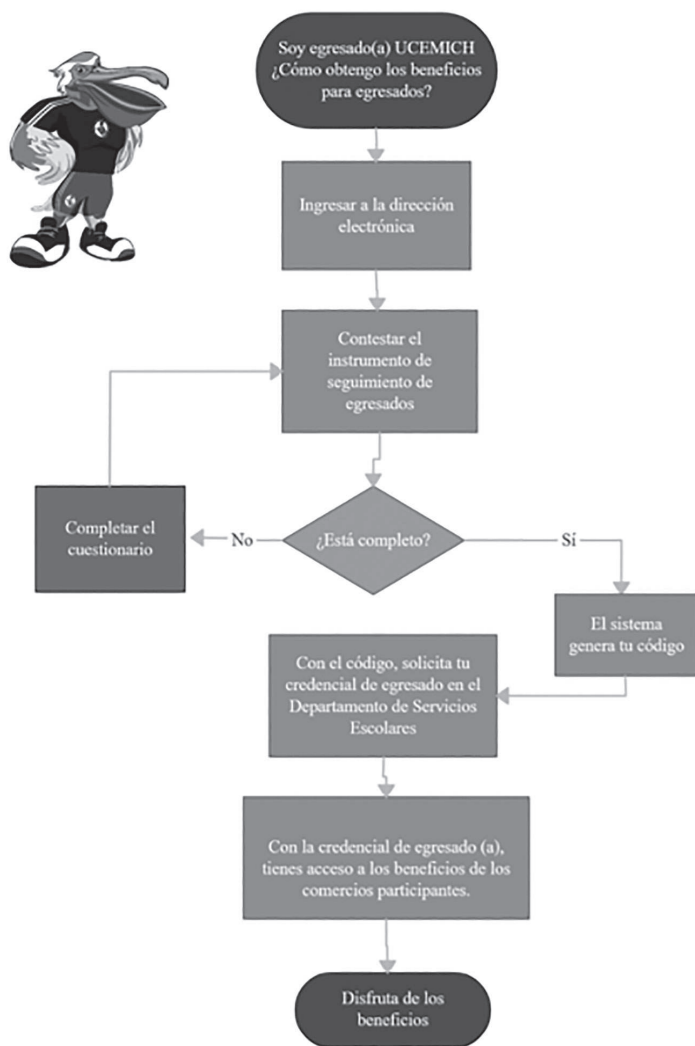 Soy egresado(a) UCEMICH
¿Cómo obtengo los beneficios
para egresados?
Ingresar a la dirección
electrónica
Contestar el
instrumento de
seguimiento de
egresados
¿Está completo?
No
Completar el
cuestionario
Sí
El sistema
genera tu código
Con el código, solicita tu
credencial de egresado en el
Departamento de Servicios
Escolares
Con la credencial de egresado (a),
tienes acceso a los beneficios de los
comercios participantes.
Disfruta de los
beneficios